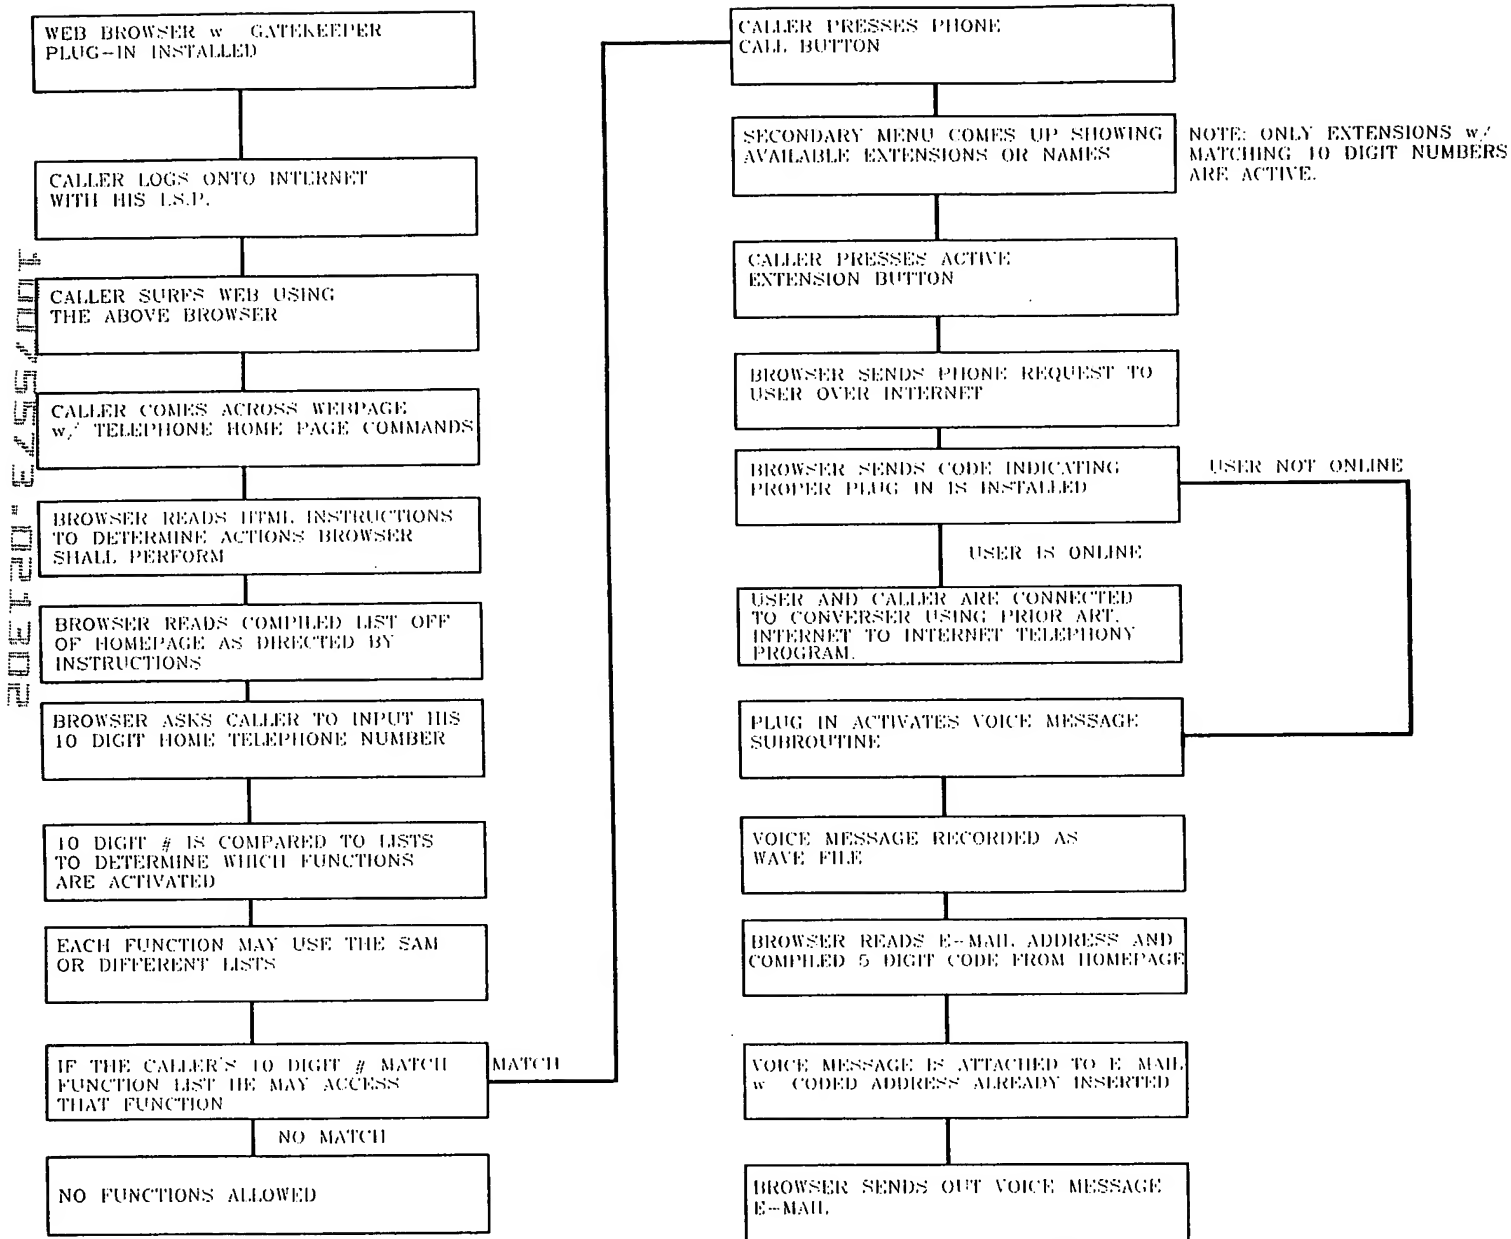 WEB BROWSER w GATEKEEPER
PLUG-IN INSTALLED
CALLER LOGS ONTO INTERNET
WITH HIS I.S.P.
CALLER SURFS WEB USING
THE ABOVE BROWSER
CALLER COMES ACROSS WEBPAGE
w/ TELEPHONE HOME PAGE COMMANDS
BROWSER READS HTML INSTRUCTIONS
TO DETERMINE ACTIONS BROWSER
SHALL PERFORM
BROWSER READS COMPILED LIST OFF
OF HOMEPAGE AS DIRECTED BY
INSTRUCTIONS
BROWSER ASKS CALLER TO INPUT HIS
10 DIGIT HOME TELEPHONE NUMBER
10 DIGIT # IS COMPARED TO LISTS
TO DETERMINE WHICH FUNCTIONS
ARE ACTIVATED
EACH FUNCTION MAY USE THE SAM
OR DIFFERENT LISTS
IF THE CALLER'S 10 DIGIT # MATCH
FUNCTION LIST HE MAY ACCESS
THAT FUNCTION
MATCH
NO MATCH
NO FUNCTIONS ALLOWED
CALLER PRESSES PHONE
CALL BUTTON
SECONDARY MENU COMES UP SHOWING
AVAILABLE EXTENSIONS OR NAMES
NOTE: ONLY EXTENSIONS w/
MATCHING 10 DIGIT NUMBERS
ARE ACTIVE.
CALLER PRESSES ACTIVE
EXTENSION BUTTON
BROWSER SENDS PHONE REQUEST TO
USER OVER INTERNET
BROWSER SENDS CODE INDICATING
PROPER PLUG IN IS INSTALLED
USER NOT ONLINE
USER IS ONLINE
USER AND CALLER ARE CONNECTED
TO CONVERSER USING PRIOR ART.
INTERNET TO INTERNET TELEPHONY
PROGRAM.
PLUG IN ACTIVATES VOICE MESSAGE
SUBROUTINE
VOICE MESSAGE RECORDED AS
WAVE FILE
BROWSER READS E-MAIL ADDRESS AND
COMPILED 5 DIGIT CODE FROM HOMEPAGE
VOICE MESSAGE IS ATTACHED TO E MAIL
w CODED ADDRESS ALREADY INSERTED
BROWSER SENDS OUT VOICE MESSAGE
E-MAIL